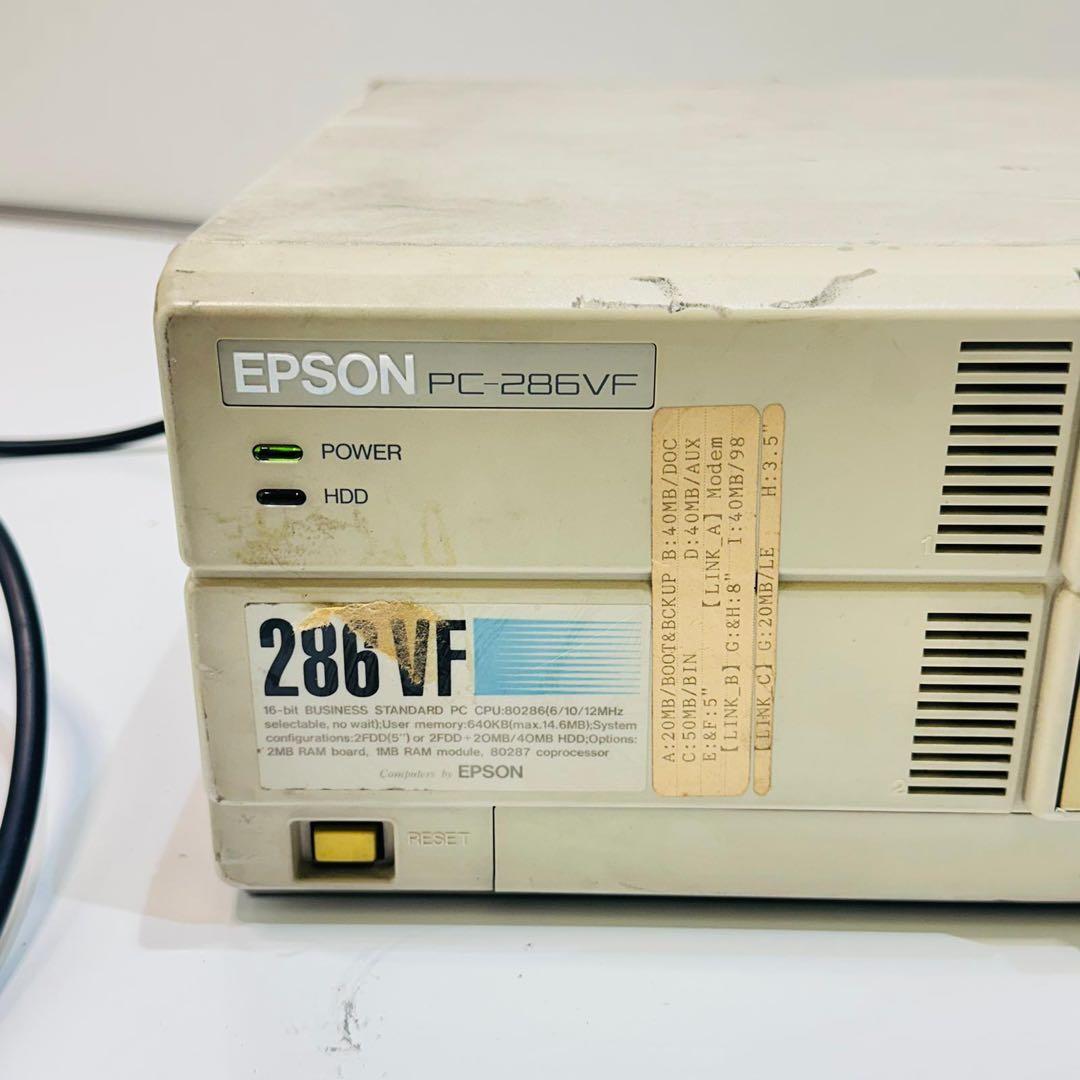 EPSON PC-286VF
POWER
HDD
1
286VF
16-bit BUSINESS STANDARD PC CPU:80286(6/10/12MHz
selectable, no wait);User memory:640KB(max.14.6MB);System
configurations:2FDD(5") or 2FDD+20MB/40MB HDD;Options:
2MB RAM board, 1MB RAM module, 80287 coprocessor
Computers by EPSON
A:20MB/BOOT&BCKUP B:40MB/DOC
C:50MB/BIN D:40MB/AUX
E:&F:5" [LINK_A] Modem
[LINK_B] G:&H:8" I:40MB/98
[LINK_C] G:20MB/LE H:3.5"
2
RESET